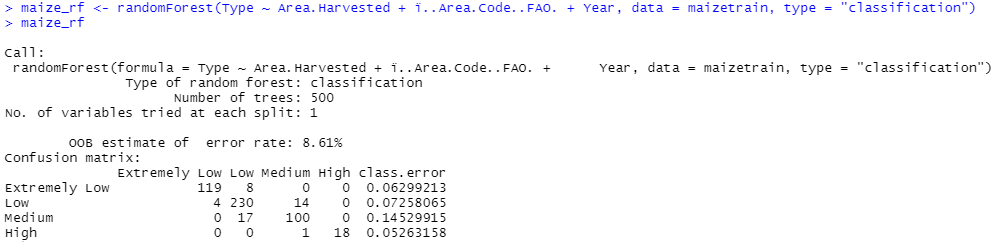 > maize_rf <- randomForest(Type ~ Area.Harvested + ï..Area.Code..FAO. + Year, data = maizetrain, type = "classification")
> maize_rf
Call:
randomForest(formula = Type ~ Area.Harvested + ï..Area.Code..FAO. + Year, data = maizetrain, type = "classification")
Type of random forest: classification
Number of trees: 500
No. of variables tried at each split: 1
OOB estimate of error rate: 8.61%
Confusion matrix:
Extremely Low Low Medium High class.error
Extremely Low 119 8 0 0 0.06299213
Low 4 230 14 0 0.07258065
Medium 0 17 100 0 0.14529915
High 0 0 1 18 0.05263158